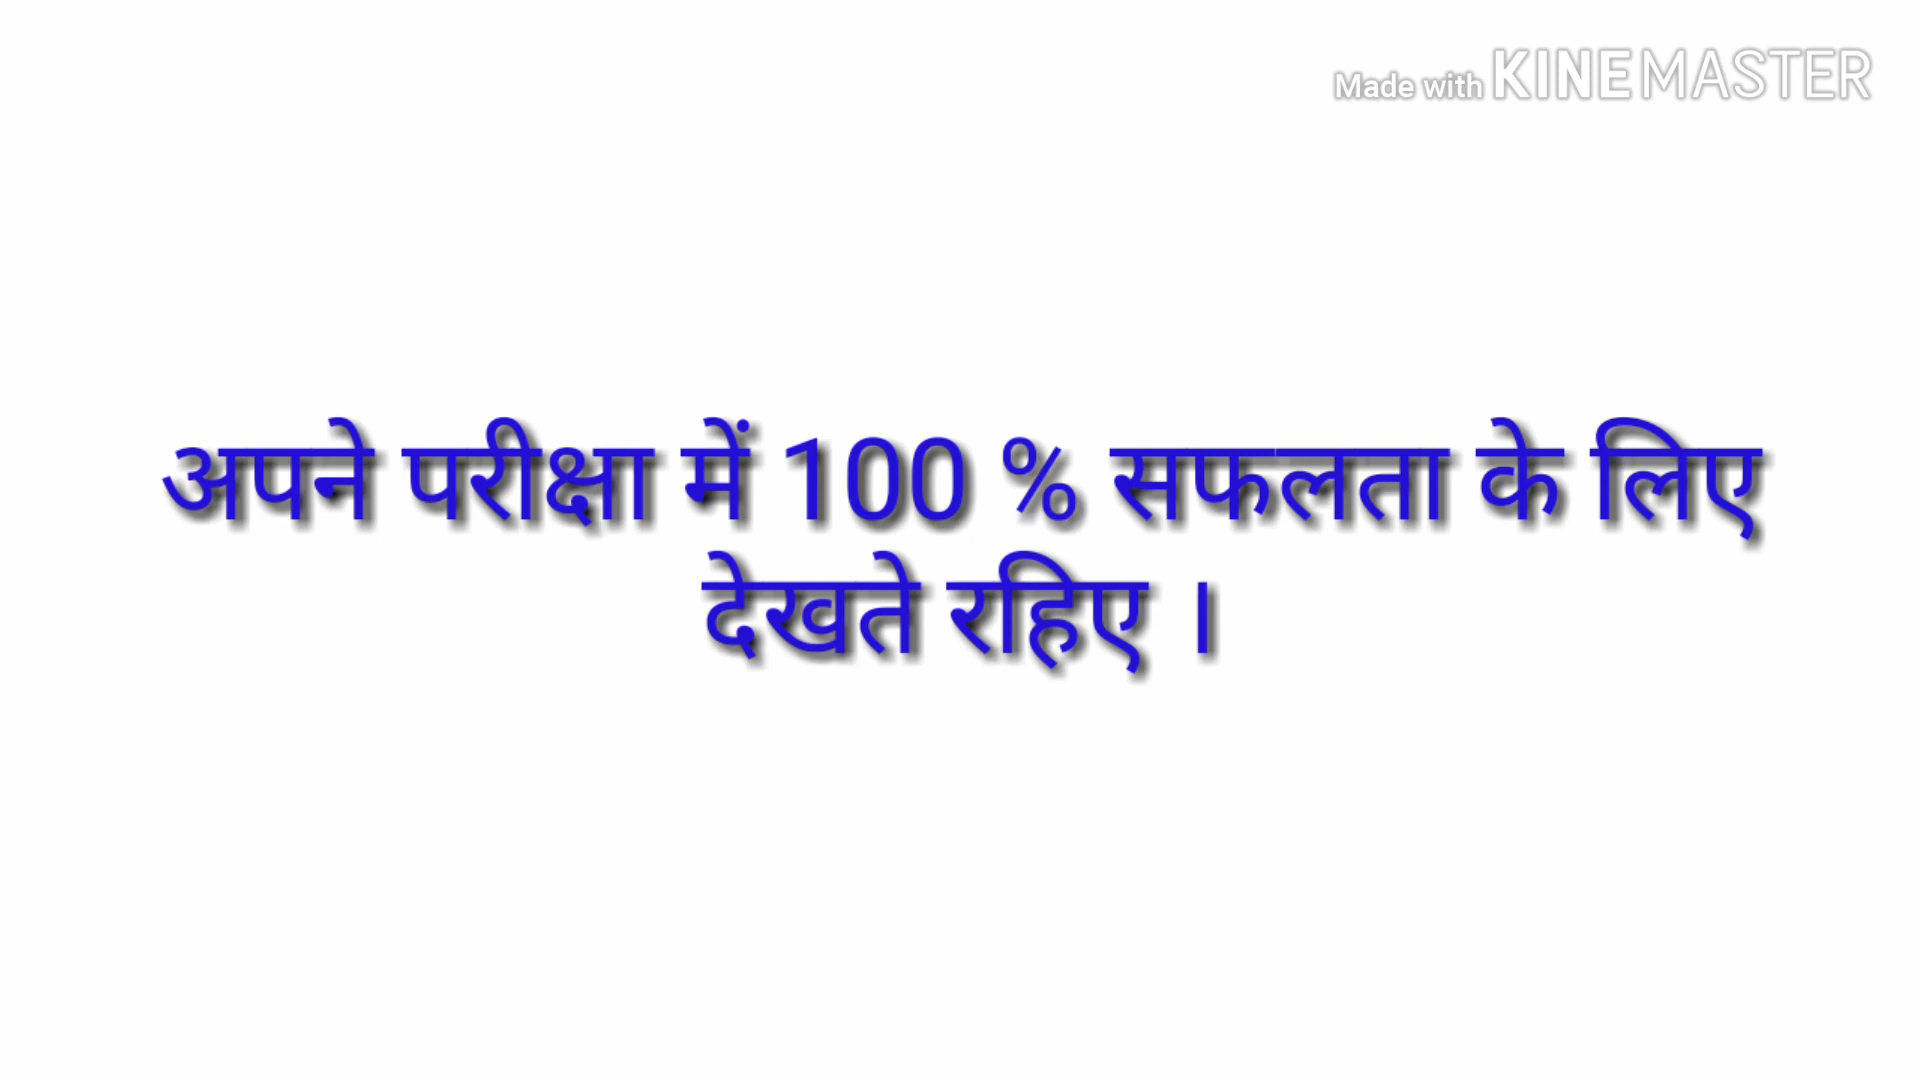 Made with KINEMASTER
अपने परीक्षा में 100 % सफलता के लिए
देखते रहिए ।